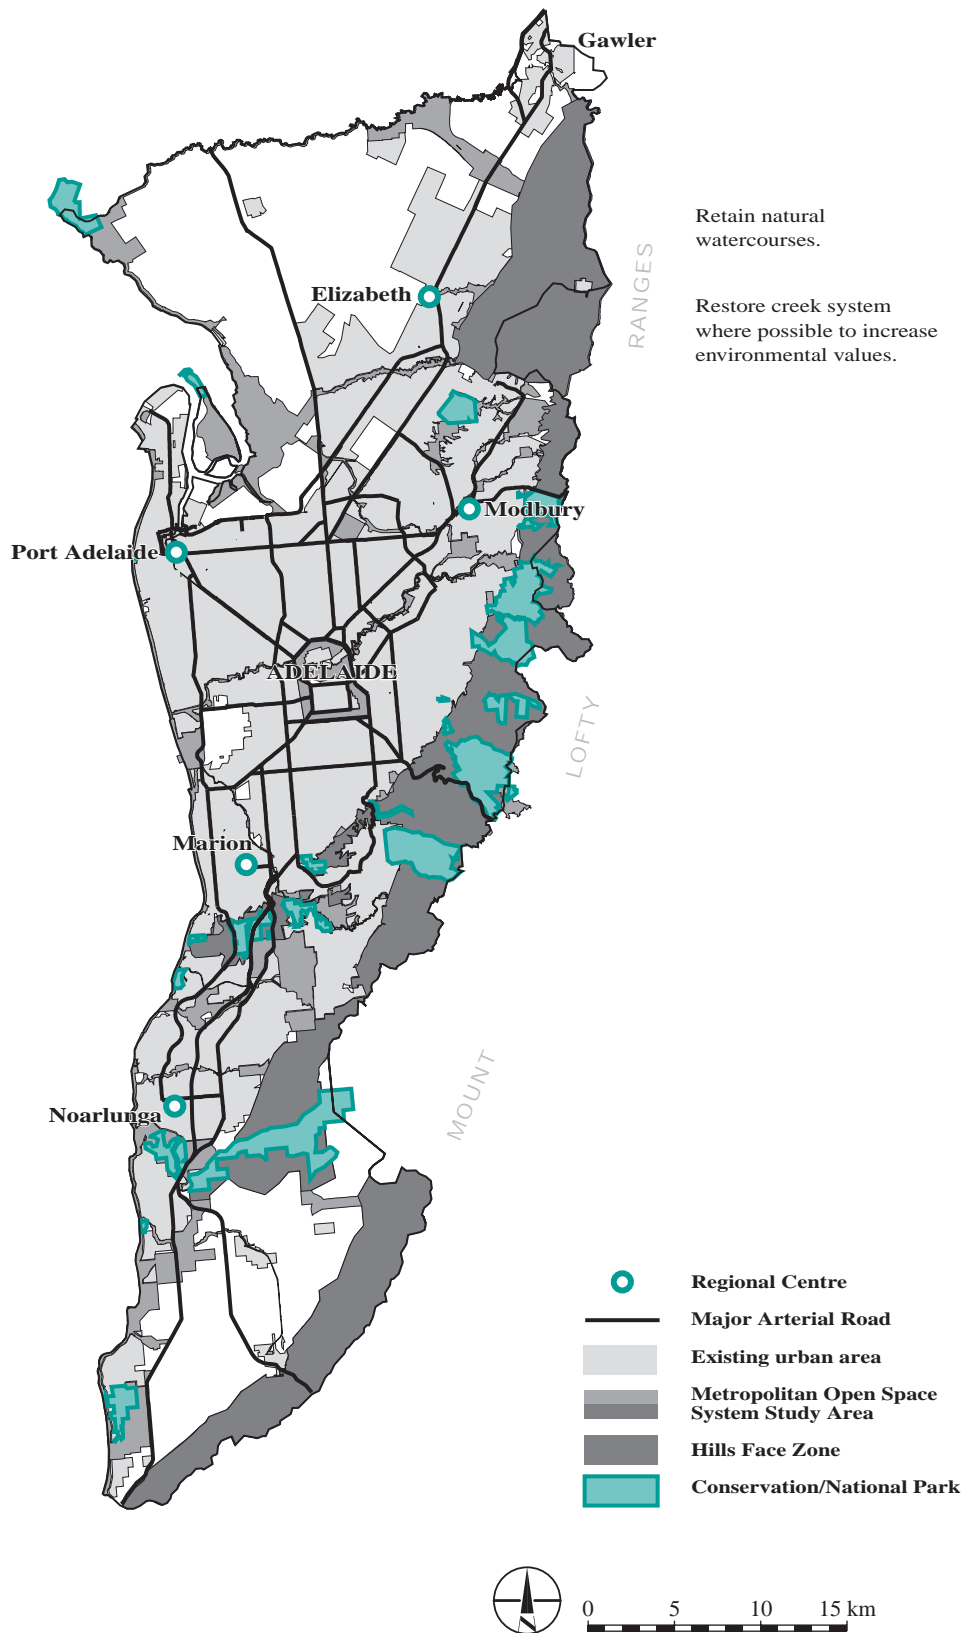 Gawler
Retain natural
watercourses.
RANGES
Elizabeth
Restore creek system
where possible to increase
environmental values.
Modbury
Port Adelaide
ADELAIDE
LOFTY
Marion
MOUNT
Noarlunga
Regional Centre
Major Arterial Road
Existing urban area
Metropolitan Open Space
System Study Area
Hills Face Zone
Conservation/National Park
N
0 5 10 15 km